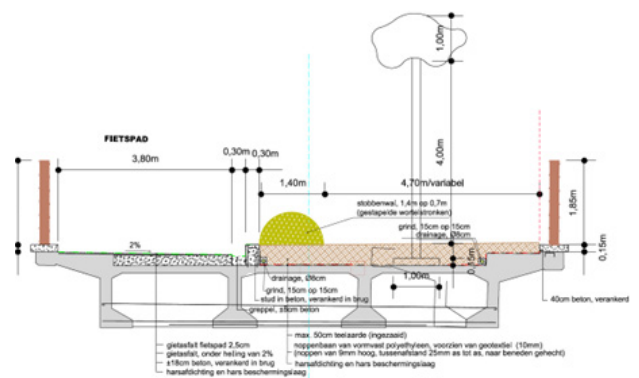 1,00m
4,00m
FIETSPAD
0,30m
0,30m
3,80m
1,40m
4,70m/variabel
1,85m
stobbenwal, 1,4m op 0,7m
(gestapelde wortelstronken)
grind, 15cm op 15cm
drainage, Ø8cm
2%
0,15m
0,15m
1,00m
drainage, Ø8cm
grind, 15cm op 15cm
stud in beton, verankerd in brug
greppel, ±8cm beton
40cm beton, verankerd
max. 50cm teelaarde (ingezaaid)
gietasfalt fietspad 2,5cm
noppenbaan van vormvast polyethyleen, voorzien van geotextiel (10mm)
gietasfalt, onder helling van 2%
(noppen van 9mm hoog, tussenafstand 25mm as tot as, naar beneden gehecht)
±18cm beton, verankerd in brug
harsafdichting en hars beschermingslaag
harsafdichting en hars beschermingslaag